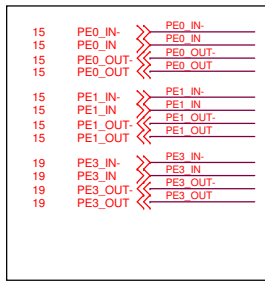 15 PE0_IN- PE0_IN-
15 PE0_IN PE0_IN
15 PE0_OUT- PE0_OUT-
15 PE0_OUT PE0_OUT
15 PE1_IN- PE1_IN-
15 PE1_IN PE1_IN
15 PE1_OUT- PE1_OUT-
15 PE1_OUT PE1_OUT
19 PE3_IN- PE3_IN-
19 PE3_IN PE3_IN
19 PE3_OUT- PE3_OUT-
19 PE3_OUT PE3_OUT